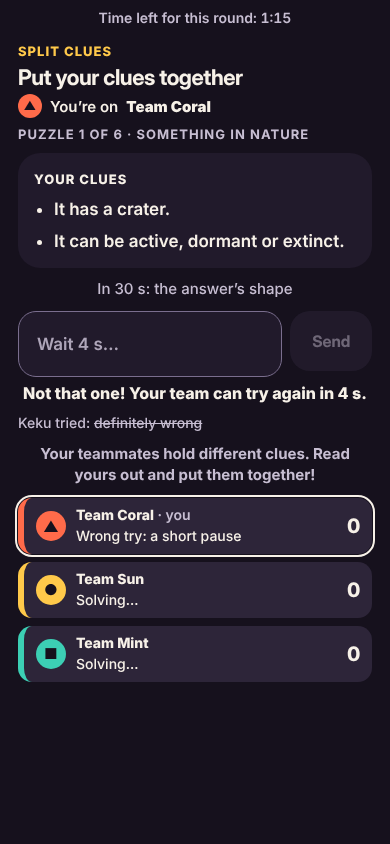 Time left for this round: 1:15
SPLIT CLUES
Put your clues together
You're on Team Coral
PUZZLE 1 OF 6 · SOMETHING IN NATURE
YOUR CLUES
• It has a crater.
• It can be active, dormant or extinct.
In 30 s: the answer's shape
Wait 4 s...
Send
Not that one! Your team can try again in 4 s.
Keku tried: definitely wrong
Your teammates hold different clues. Read
yours out and put them together!
Team Coral · you
Wrong try: a short pause
0
Team Sun
Solving...
0
Team Mint
Solving...
0